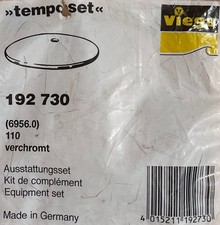 »temposet«
Viega
192 730
(6956.0)
110
verchromt
Ausstattungsset
Kit de complément
Equipment set
Made in Germany
4 015211 192730